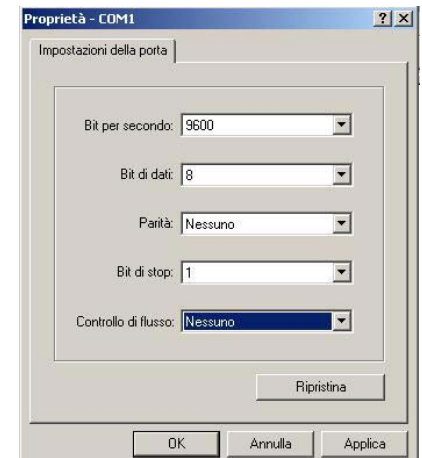 Proprietà - COM1
Impostazioni della porta
Bit per secondo: 9600
Bit di dati: 8
Parità: Nessuno
Bit di stop: 1
Controllo di flusso: Nessuno
Ripristina
OK Annulla Applica